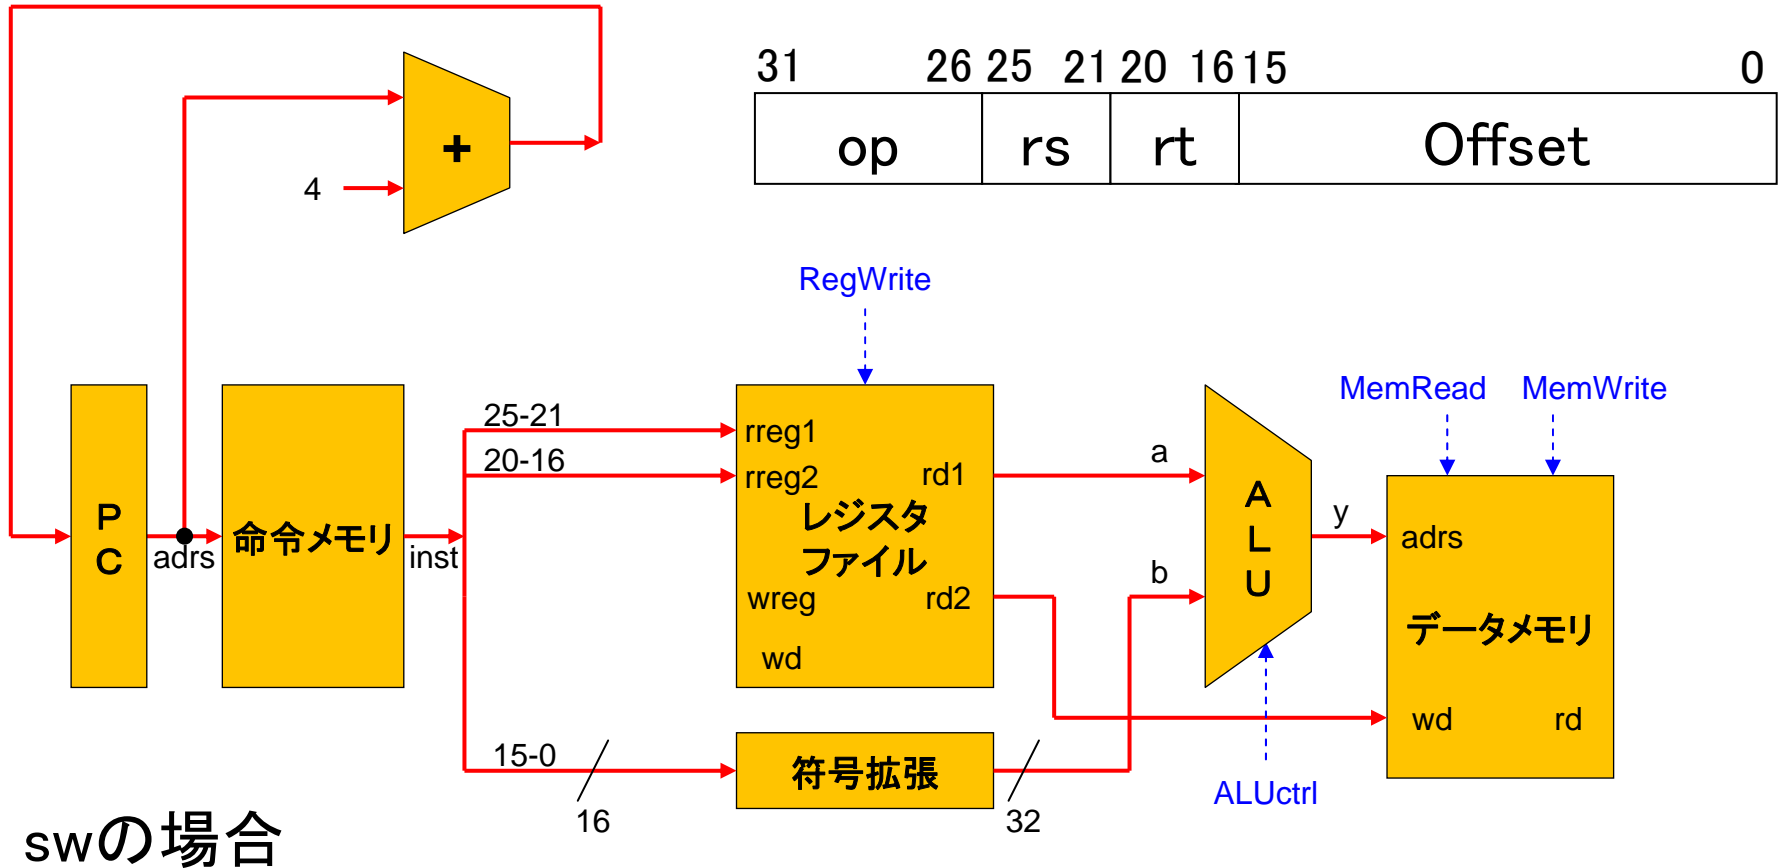 31 26 25 21 20 16 15 0
op rs rt Offset
+
4
RegWrite
MemRead MemWrite
25-21
20-16
rreg1
rreg2
rd1
a
PC
adrs
命令メモリ
inst
レジスタ
ファイル
wreg
rd2
wd
b
ALU
y
adrs
データメモリ
wd rd
15-0
16
符号拡張
32
ALUctrl
swの場合